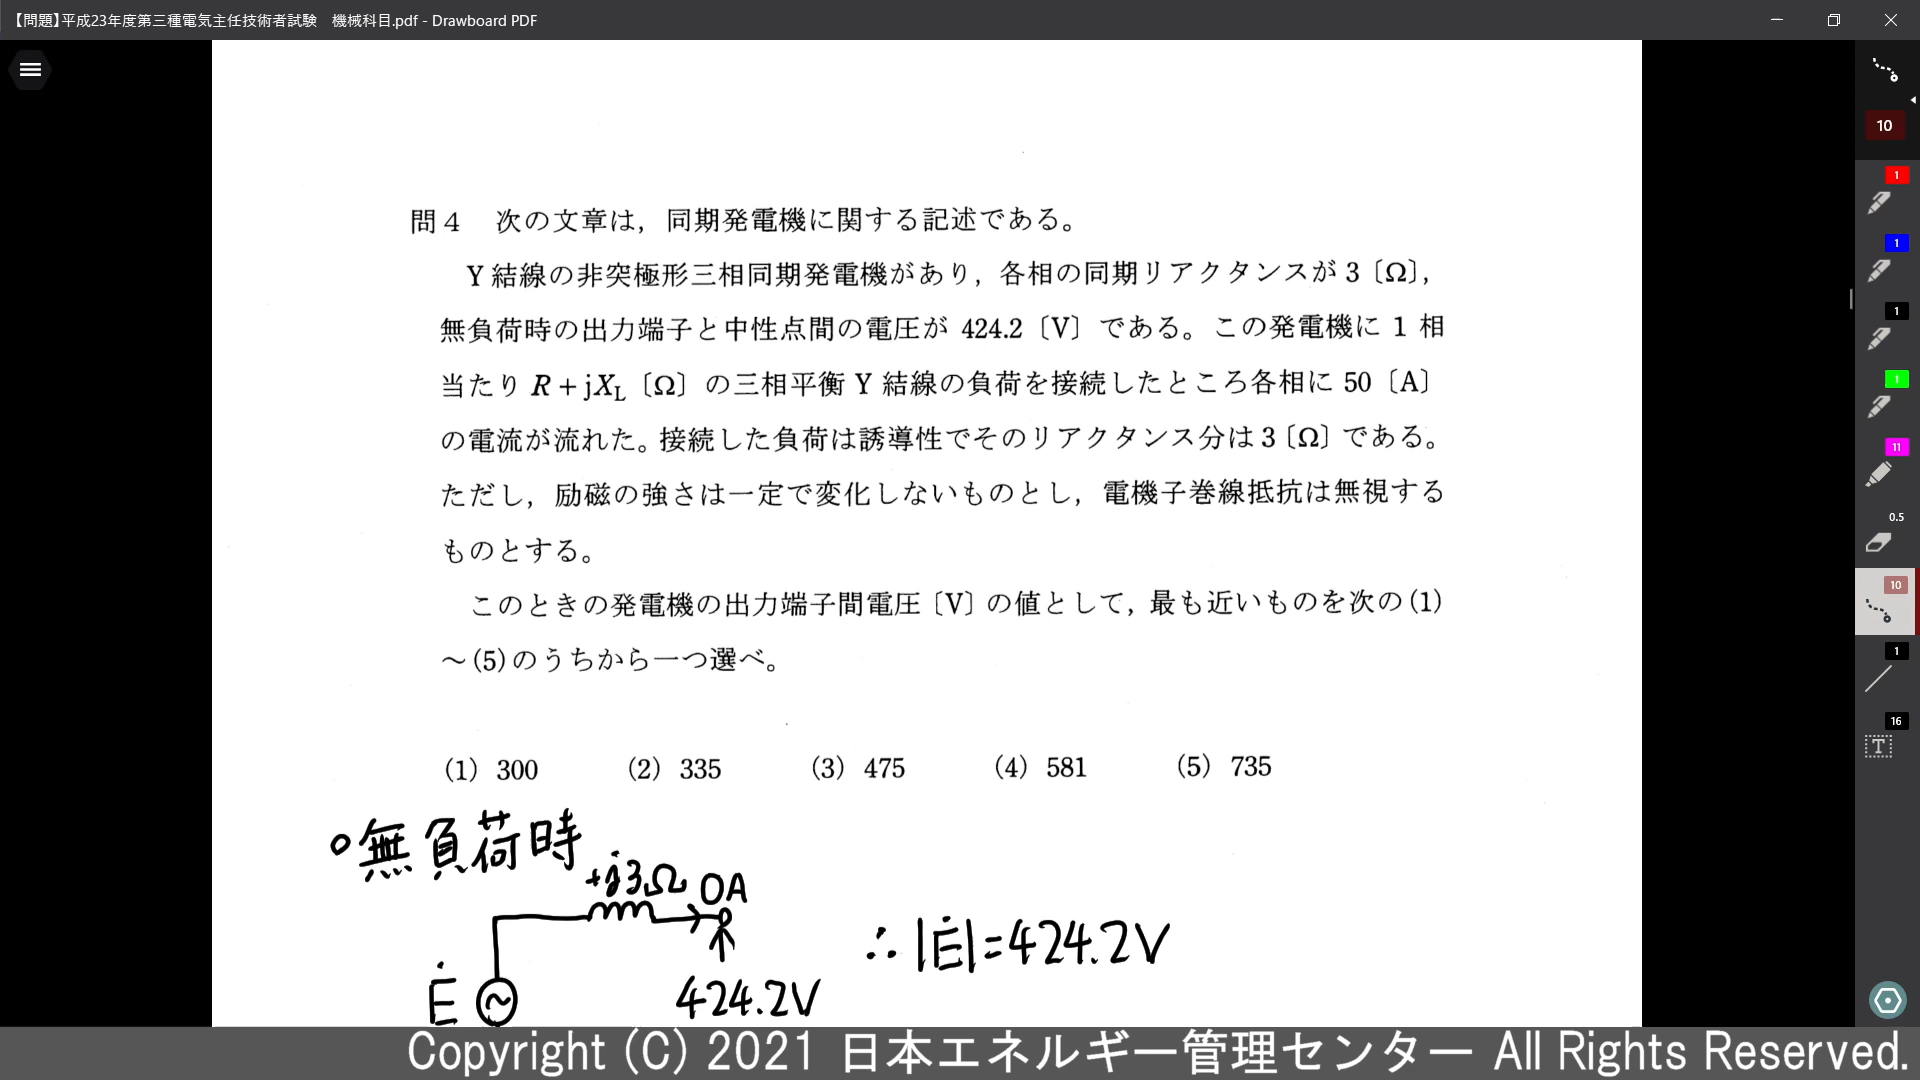 【問題】平成23年度第三種電気主任技術者試験　機械科目.pdf - Drawboard PDF
10
1
1
1
1
11
0.5
10
1
16
T
問4　次の文章は，同期発電機に関する記述である。
Y結線の非突極形三相同期発電機があり，各相の同期リアクタンスが3〔Ω〕，
無負荷時の出力端子と中性点間の電圧が 424.2〔V〕である。この発電機に 1 相
当たり R + jXL〔Ω〕の三相平衡 Y 結線の負荷を接続したところ各相に 50〔A〕
の電流が流れた。接続した負荷は誘導性でそのリアクタンス分は3〔Ω〕である。
ただし，励磁の強さは一定で変化しないものとし，電機子巻線抵抗は無視する
ものとする。
このときの発電機の出力端子間電圧〔V〕の値として，最も近いものを次の(1)
～(5)のうちから一つ選べ。
(1) 300　(2) 335　(3) 475　(4) 581　(5) 735
○無負荷時
+j3Ω 0A
∴|Ė|=424.2V
Ė 424.2V
Copyright (C) 2021 日本エネルギー管理センター All Rights Reserved.